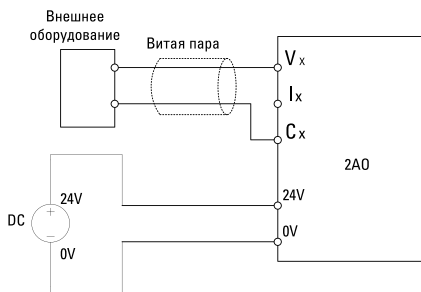 Внешнее
оборудование
Витая пара
Vx
Ix
Cx
2AO
24V
0V
DC
+
24V
−
0V